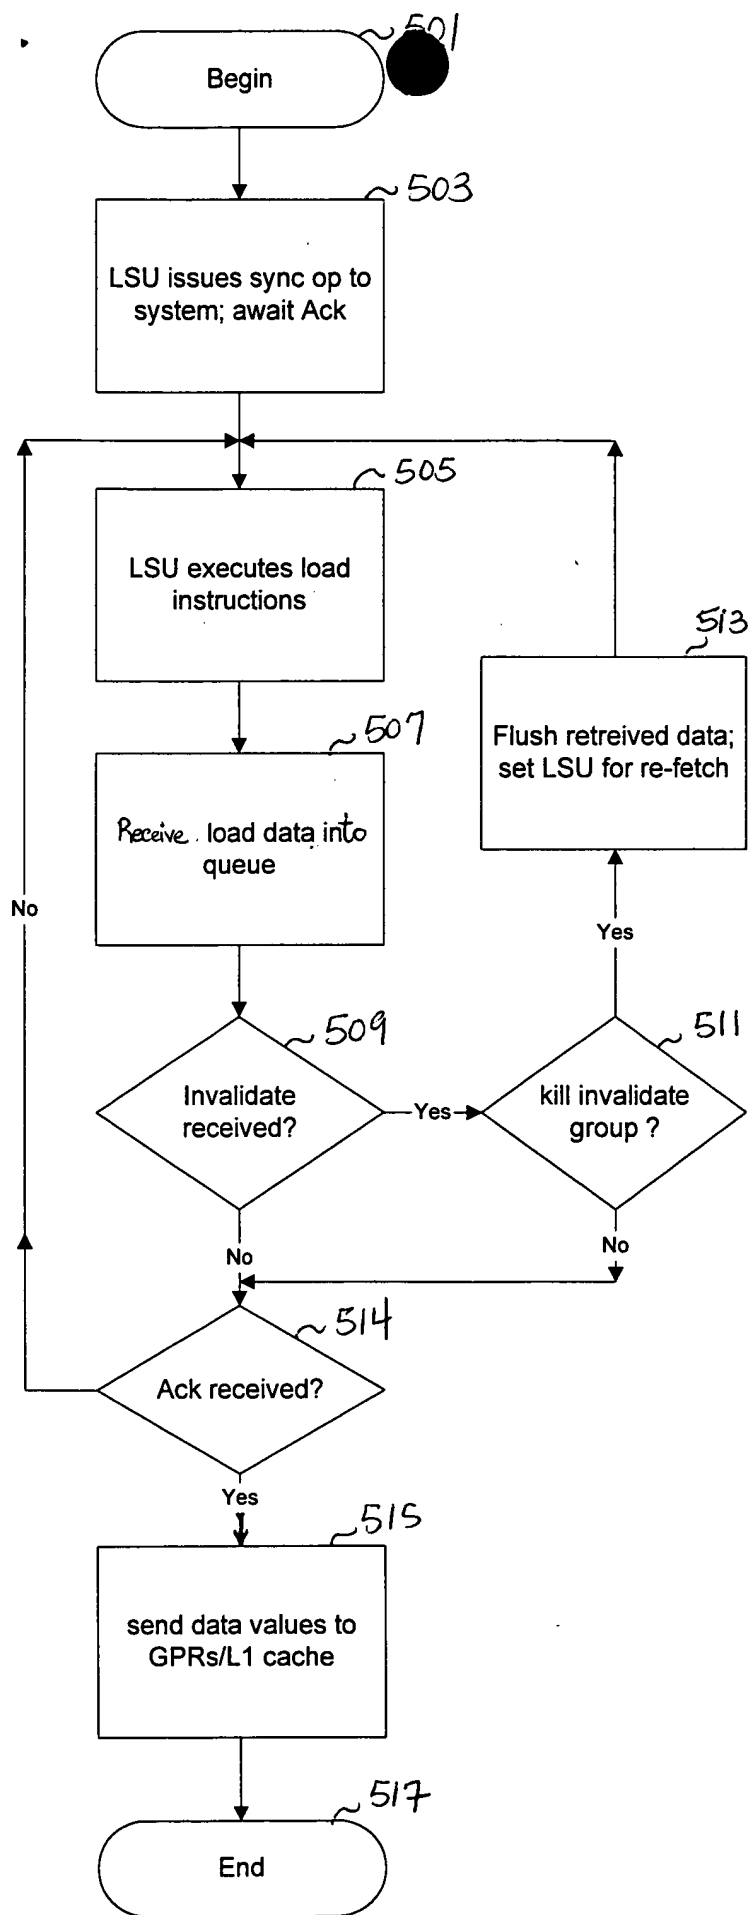 501
Begin
503
LSU issues sync op to
system; await Ack
505
LSU executes load
instructions
513
Flush retreived data;
set LSU for re-fetch
507
Receive load data into
queue
No
Yes
509
Invalidate
received?
Yes
511
kill invalidate
group ?
No
No
514
Ack received?
Yes
515
send data values to
GPRs/L1 cache
517
End